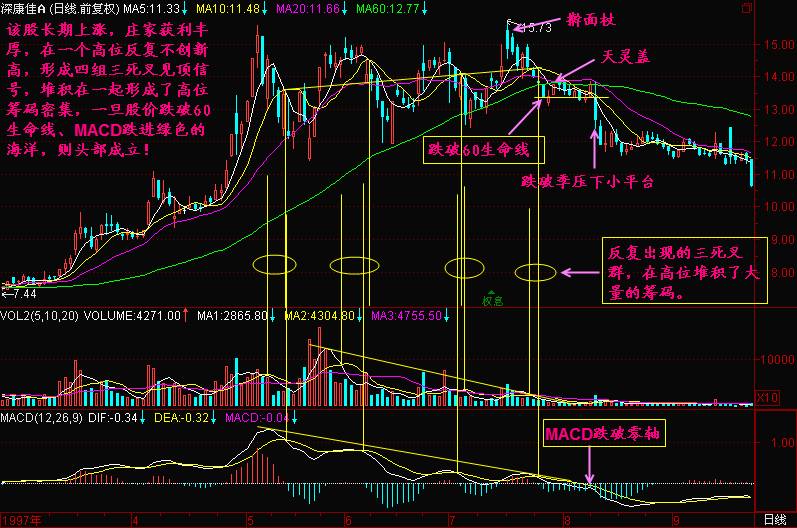 深康佳A (日线.前复权) MA5:11.33↓ MA10:11.48↓ MA20:11.66↓ MA60:12.77↓
该股长期上涨，庄家获利丰
厚，在一个高位反复不创新
高，形成四组三死叉见顶信
号，堆积在一起形成了高位
筹码密集，一旦股价跌破60
生命线、MACD跌进绿色的
海洋，则头部成立！
15.73
擀面杖
天灵盖
跌破60生命线
跌破季压下小平台
反复出现的三死叉
群，在高位堆积了大
量的筹码。
←7.44
权息
15.00
14.00
13.00
12.00
11.00
10.00
9.00
8.00
VOL2(5,10,20) VOLUME:4271.00↑ MA1:2865.80↓ MA2:4304.80↓ MA3:4755.50↓
10000
X10
MACD(12,26,9) DIF:-0.34↓ DEA:-0.32↓ MACD:-0.04↓
MACD跌破零轴
1.00
1997年 4 5 6 7 8 9 日线